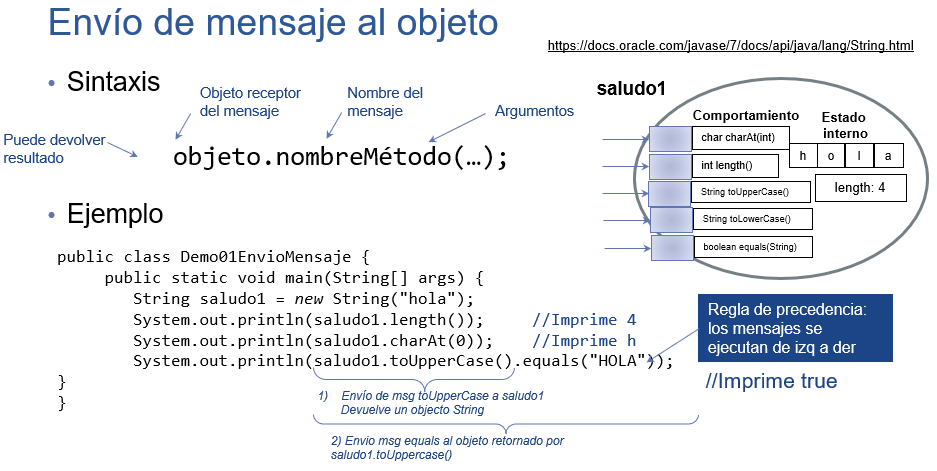 Envío de mensaje al objeto
https://docs.oracle.com/javase/7/docs/api/java/lang/String.html
• Sintaxis
Puede devolver
resultado
Objeto receptor
del mensaje
Nombre del
mensaje
Argumentos
objeto.nombreMétodo(…);
saludo1
Comportamiento
char charAt(int)
int length()
String toUpperCase()
String toLowerCase()
boolean equals(String)
Estado
interno
h o l a
length: 4
• Ejemplo
public class Demo01EnvioMensaje {
public static void main(String[] args) {
String saludo1 = new String("hola");
System.out.println(saludo1.length()); //Imprime 4
System.out.println(saludo1.charAt(0)); //Imprime h
System.out.println(saludo1.toUpperCase().equals("HOLA"));
}
}
Regla de precedencia:
los mensajes se
ejecutan de izq a der
//Imprime true
1) Envío de msg toUpperCase a saludo1
Devuelve un objecto String
2) Envio msg equals al objeto retornado por
saludo1.toUppercase()